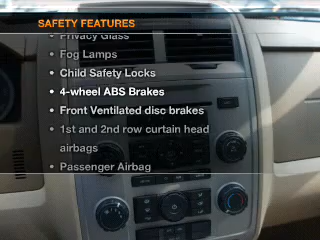 SAFETY FEATURES
• Privacy Glass
• Fog Lamps
• Child Safety Locks
• 4-wheel ABS Brakes
• Front Ventilated disc brakes
• 1st and 2nd row curtain head
airbags
• Passenger Airbag